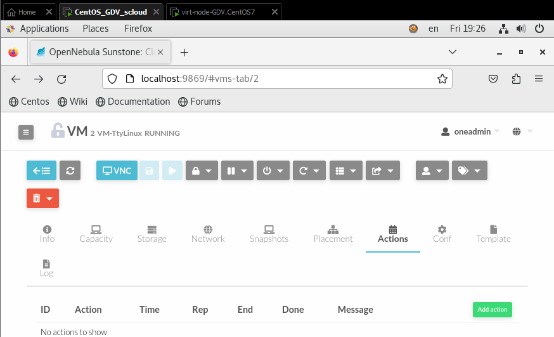 Home CentOS_GDV_scloud virt-node-GDV.CentOS7
Applications Places Firefox en Fri 19:26
OpenNebula Sunstone: Cl
localhost:9869/#vms-tab/2
Centos Wiki Documentation Forums
VM 2 VM-TtyLinux RUNNING oneadmin
VNC
Info Capacity Storage Network Snapshots Placement Actions Conf Template
Log
ID Action Time Rep End Done Message Add action
No actions to show